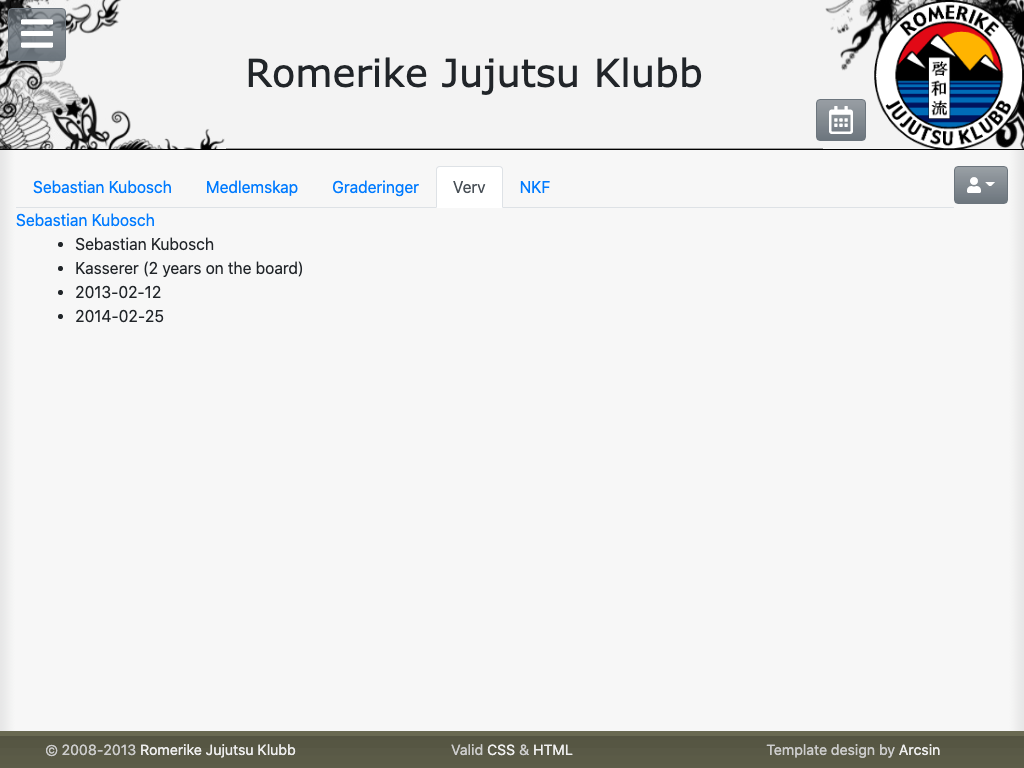 Romerike Jujutsu Klubb
ROMERIKE
啓和流
JUJUTSU KLUBB
Sebastian Kubosch Medlemskap Graderinger Verv NKF
Sebastian Kubosch
Sebastian Kubosch
Kasserer (2 years on the board)
2013-02-12
2014-02-25
© 2008-2013 Romerike Jujutsu Klubb Valid CSS & HTML Template design by Arcsin